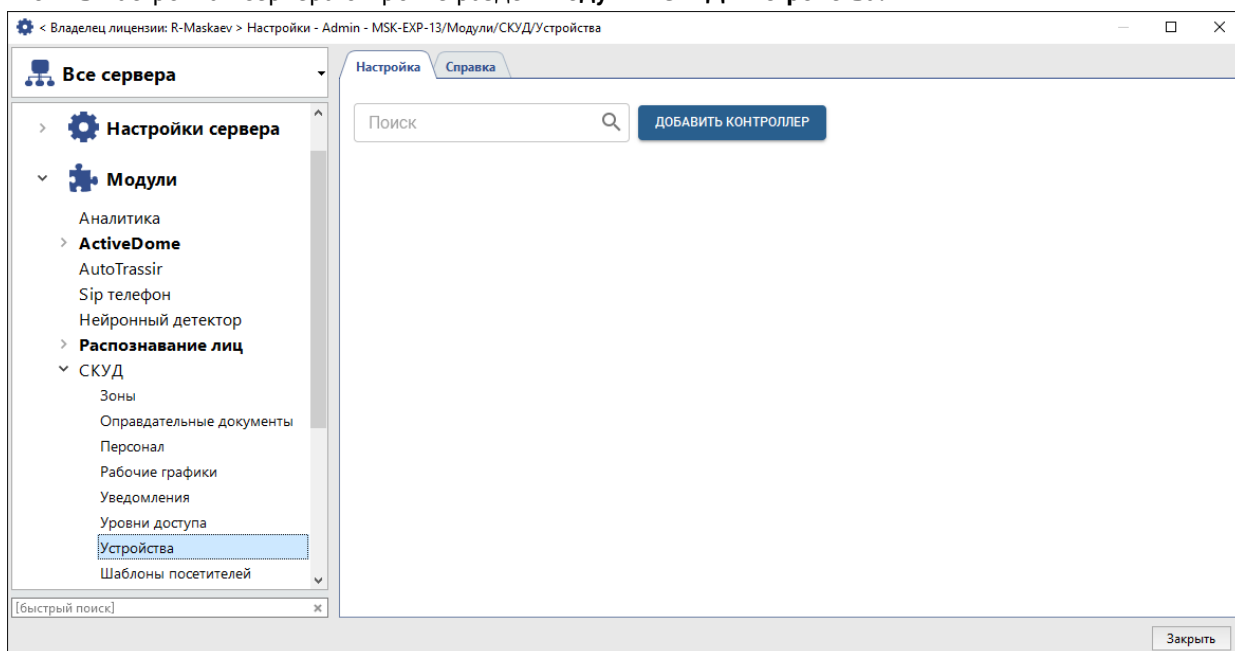 < Владелец лицензии: R-Maskaev > Настройки - Admin - MSK-EXP-13/Модули/СКУД/Устройства
Все сервера
Настройки сервера
Модули
Аналитика
ActiveDome
AutoTrassir
Sip телефон
Нейронный детектор
Распознавание лиц
СКУД
Зоны
Оправдательные документы
Персонал
Рабочие графики
Уведомления
Уровни доступа
Устройства
Шаблоны посетителей
[быстрый поиск]
Настройка Справка
Поиск ДОБАВИТЬ КОНТРОЛЛЕР
Закрыть